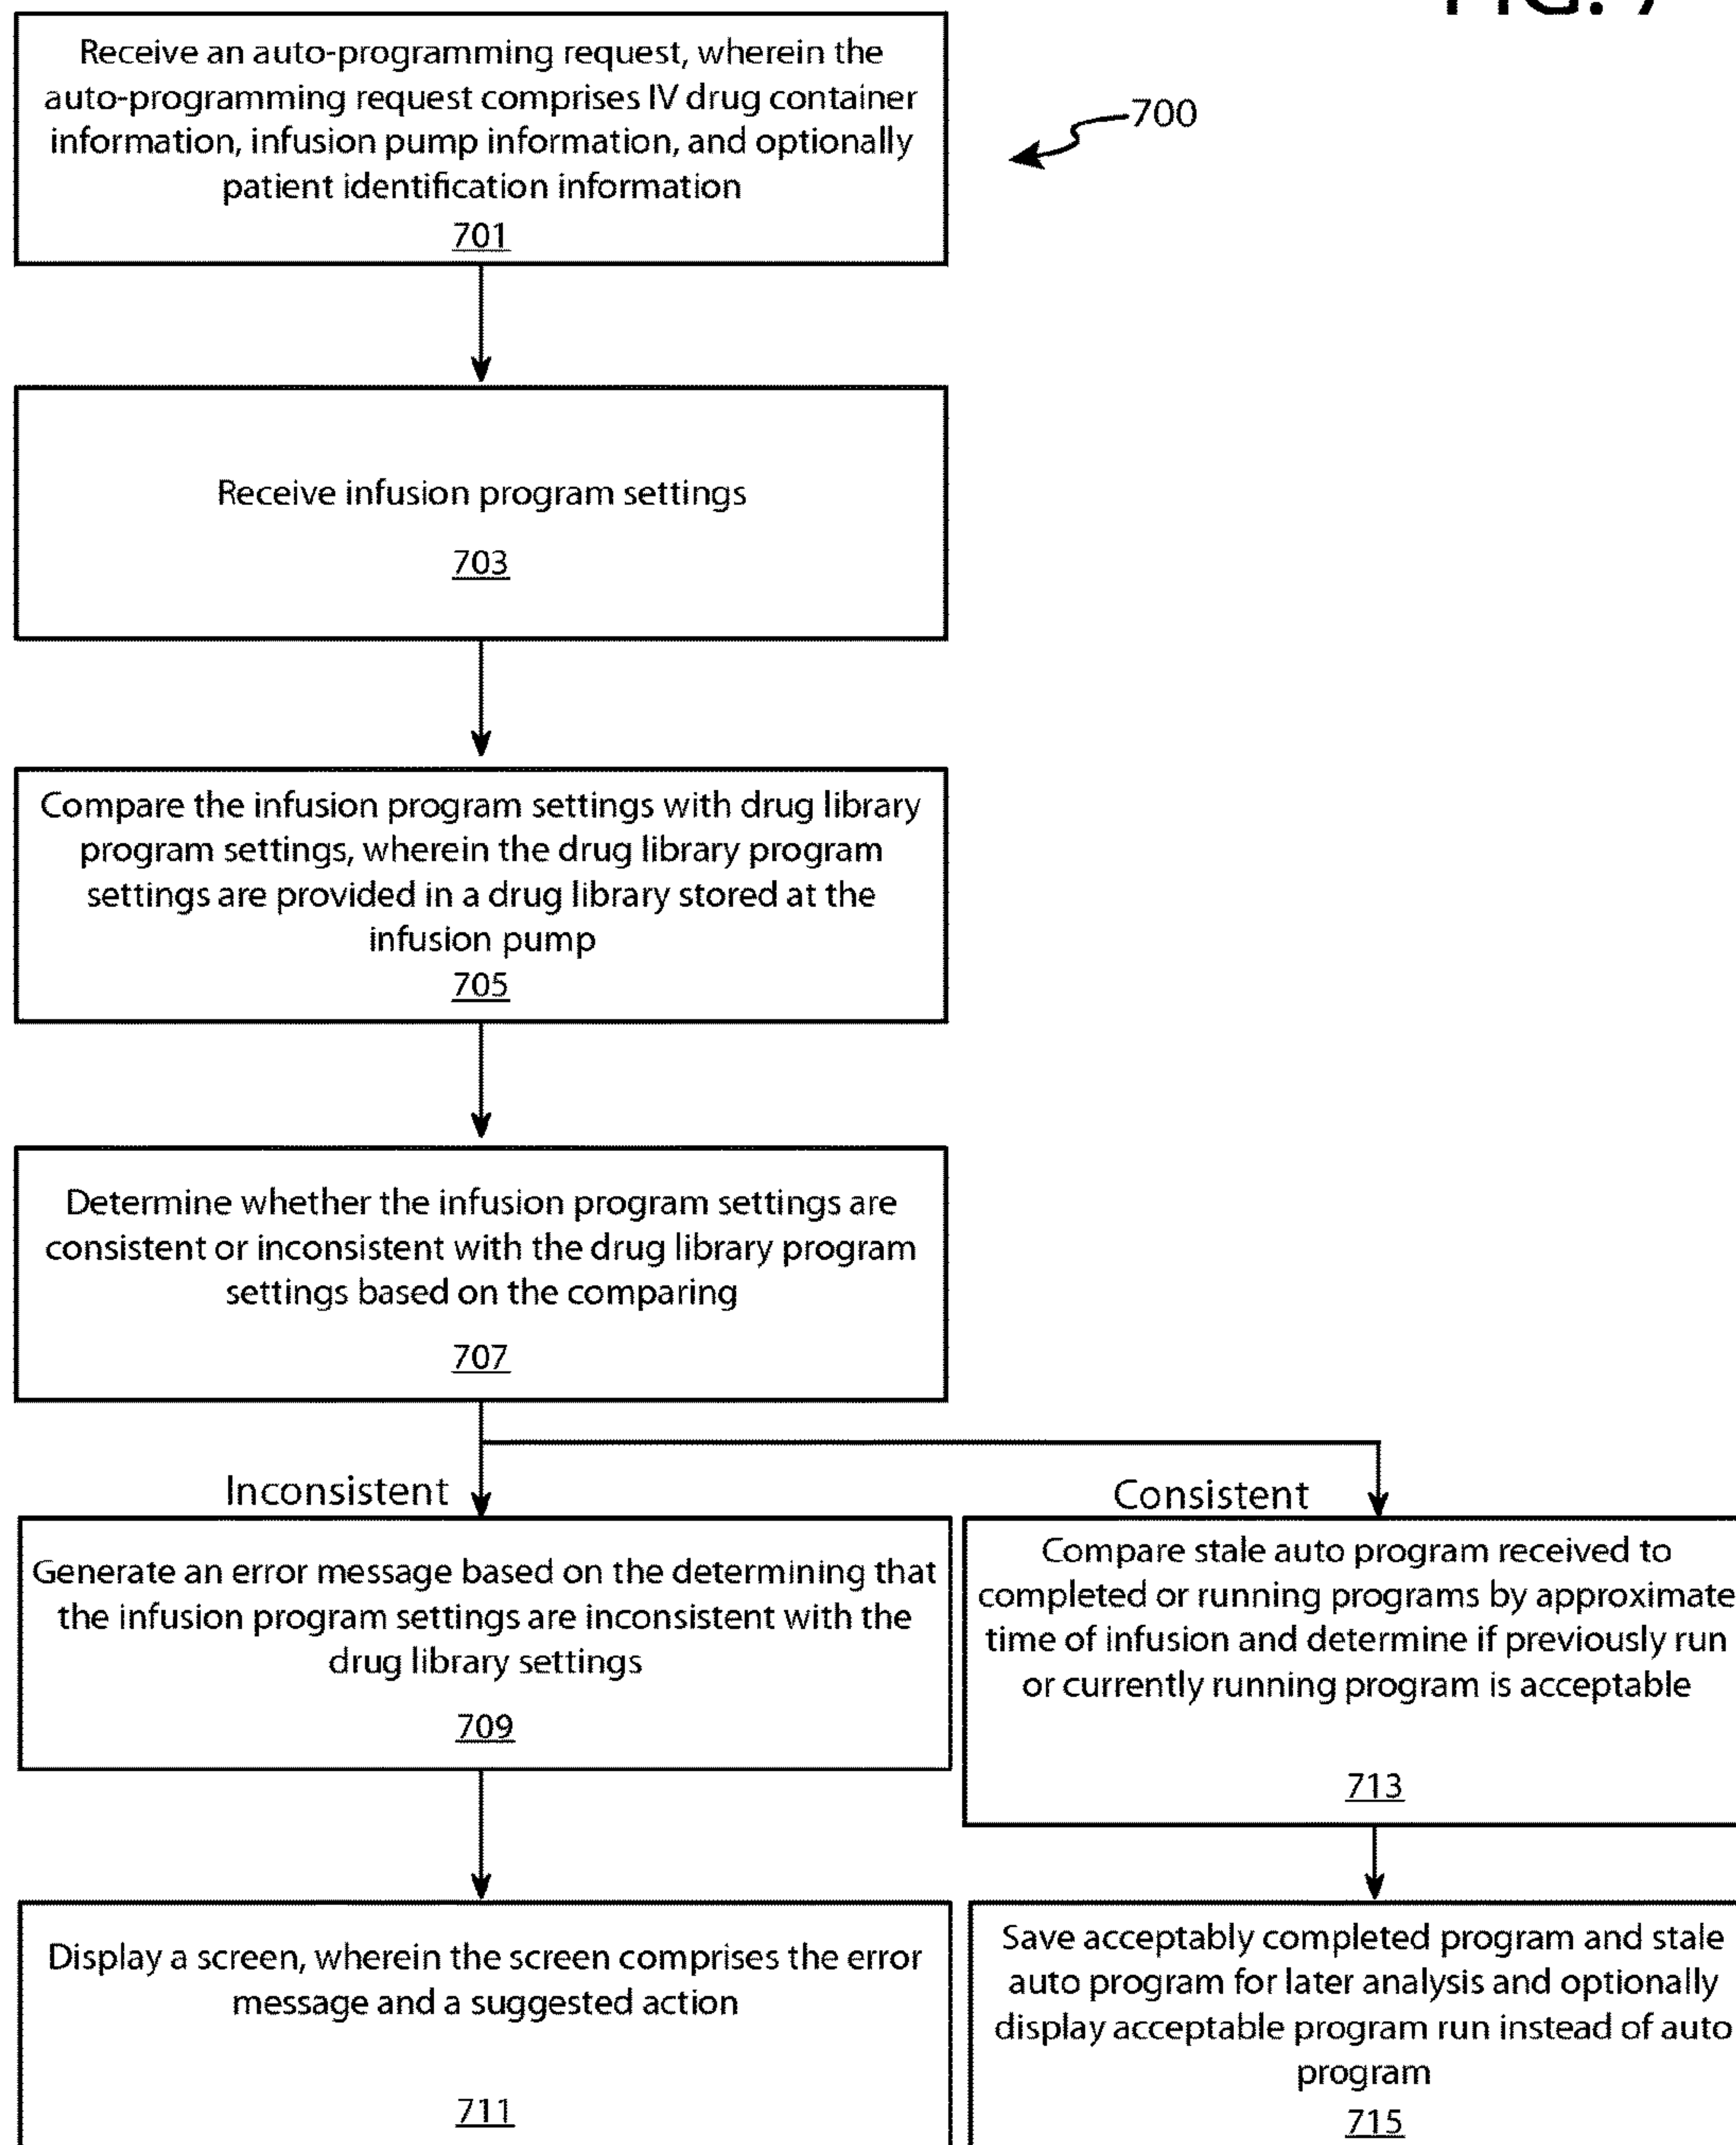 FIG. 7
Receive an auto-programming request, wherein the
auto-programming request comprises IV drug container
information, infusion pump information, and optionally
patient identification information
701
700
Receive infusion program settings
703
Compare the infusion program settings with drug library
program settings, wherein the drug library program
settings are provided in a drug library stored at the
infusion pump
705
Determine whether the infusion program settings are
consistent or inconsistent with the drug library program
settings based on the comparing
707
Inconsistent
Generate an error message based on the determining that
the infusion program settings are inconsistent with the
drug library settings
709
Display a screen, wherein the screen comprises the error
message and a suggested action
711
Consistent
Compare stale auto program received to
completed or running programs by approximate
time of infusion and determine if previously run
or currently running program is acceptable
713
Save acceptably completed program and stale
auto program for later analysis and optionally
display acceptable program run instead of auto
program
715